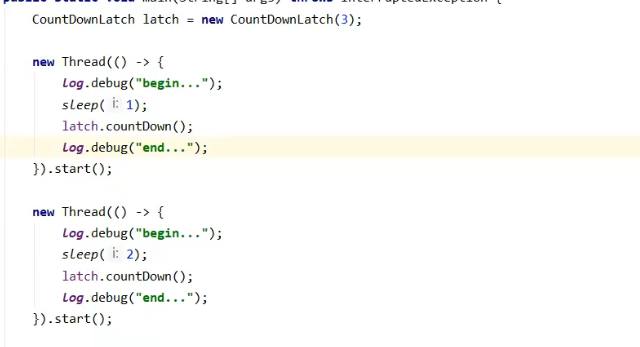 public static void main(String[] args) throws InterruptedException {
CountDownLatch latch = new CountDownLatch(3);
new Thread(() -> {
log.debug("begin...");
sleep( i: 1);
latch.countDown();
log.debug("end...");
}).start();
new Thread(() -> {
log.debug("begin...");
sleep( i: 2);
latch.countDown();
log.debug("end...");
}).start();